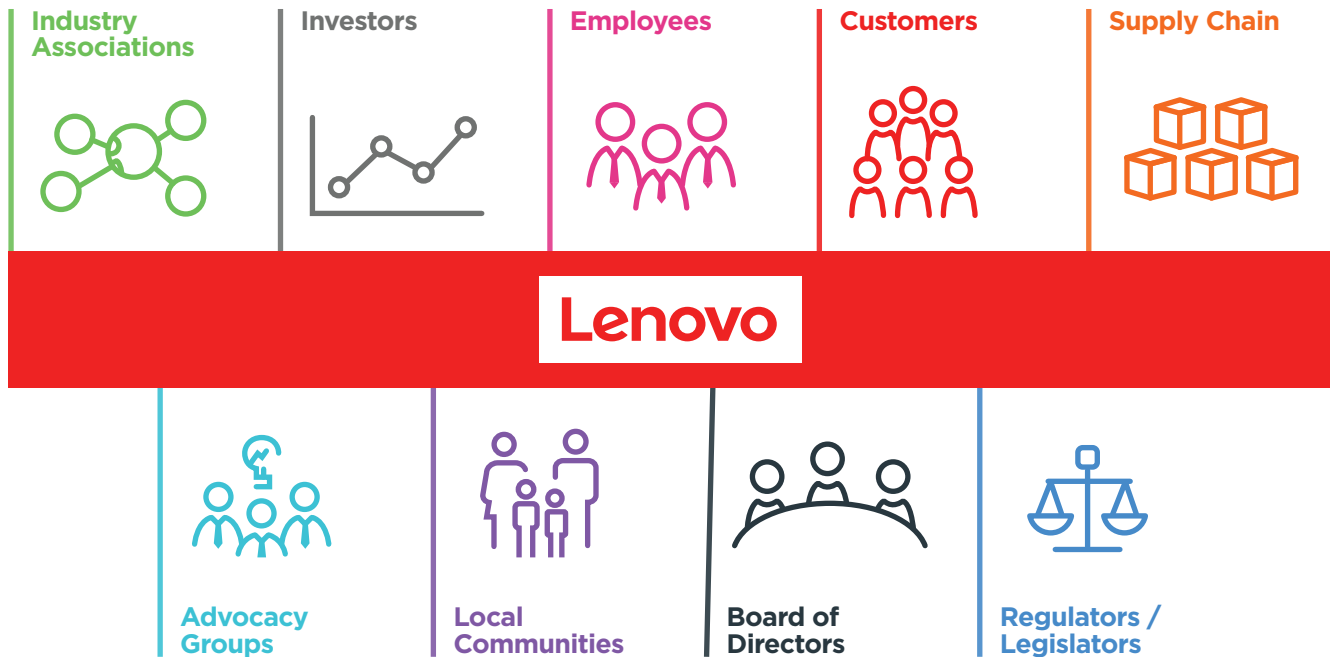 Industry
Associations
Investors
Employees
Customers
Supply Chain
Lenovo
Advocacy
Groups
Local
Communities
Board of
Directors
Regulators /
Legislators